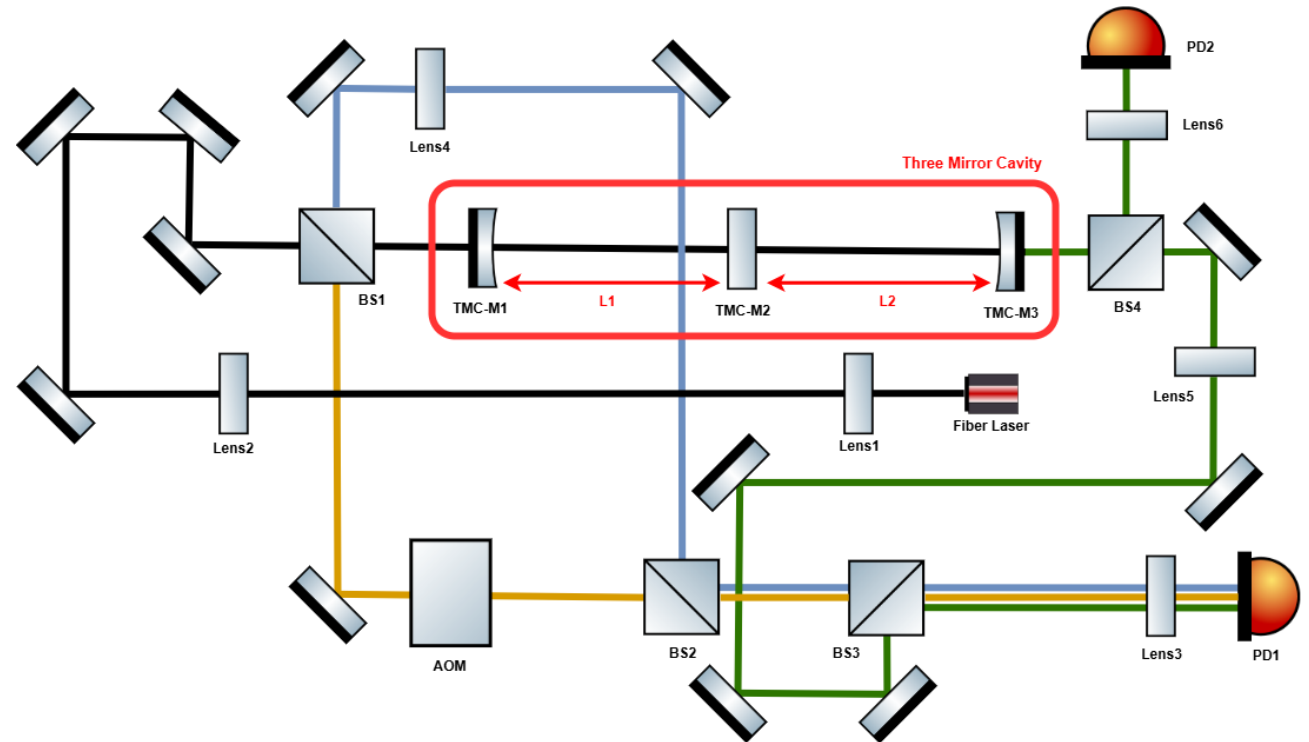 PD2
Lens6
Lens4
Three Mirror Cavity
BS1
TMC-M1
L1
TMC-M2
L2
TMC-M3
BS4
Lens5
Fiber Laser
Lens2
Lens1
AOM
BS2
BS3
Lens3
PD1